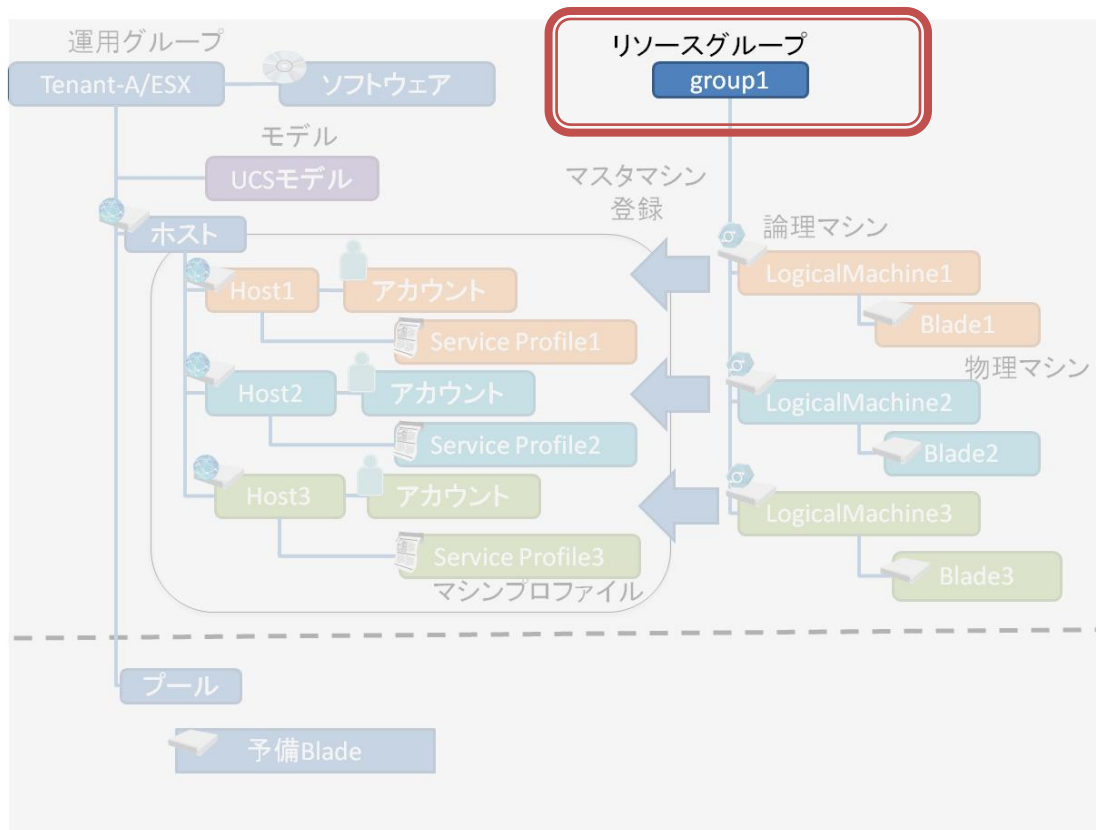 運用グループ
リソースグループ
Tenant-A/ESX
ソフトウェア
group1
モデル
UCSモデル
マスタマシン
登録
ホスト
論理マシン
Host1
アカウント
LogicalMachine1
Service Profile1
Blade1
物理マシン
Host2
アカウント
LogicalMachine2
Service Profile2
Blade2
Host3
アカウント
LogicalMachine3
Service Profile3
Blade3
マシンプロファイル
プール
予備Blade